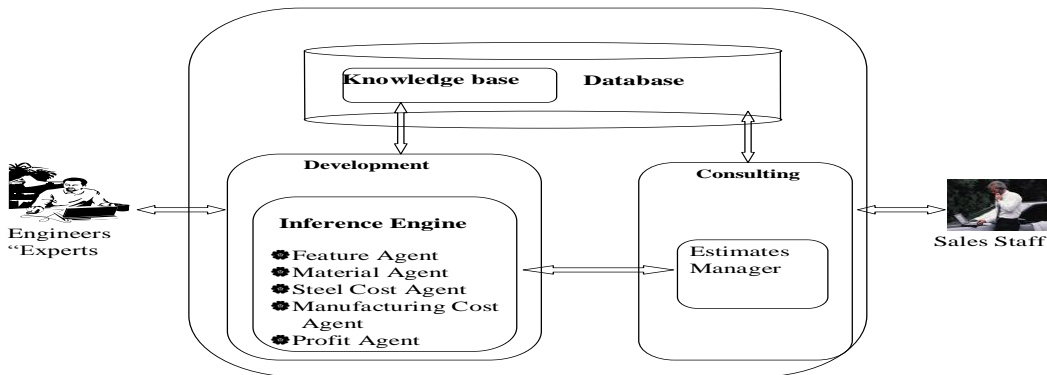 Knowledge base
Database
Development
Consulting
Inference Engine
Feature Agent
Material Agent
Steel Cost Agent
Manufacturing Cost
Agent
Profit Agent
Estimates
Manager
Engineers
“Experts
Sales Staff